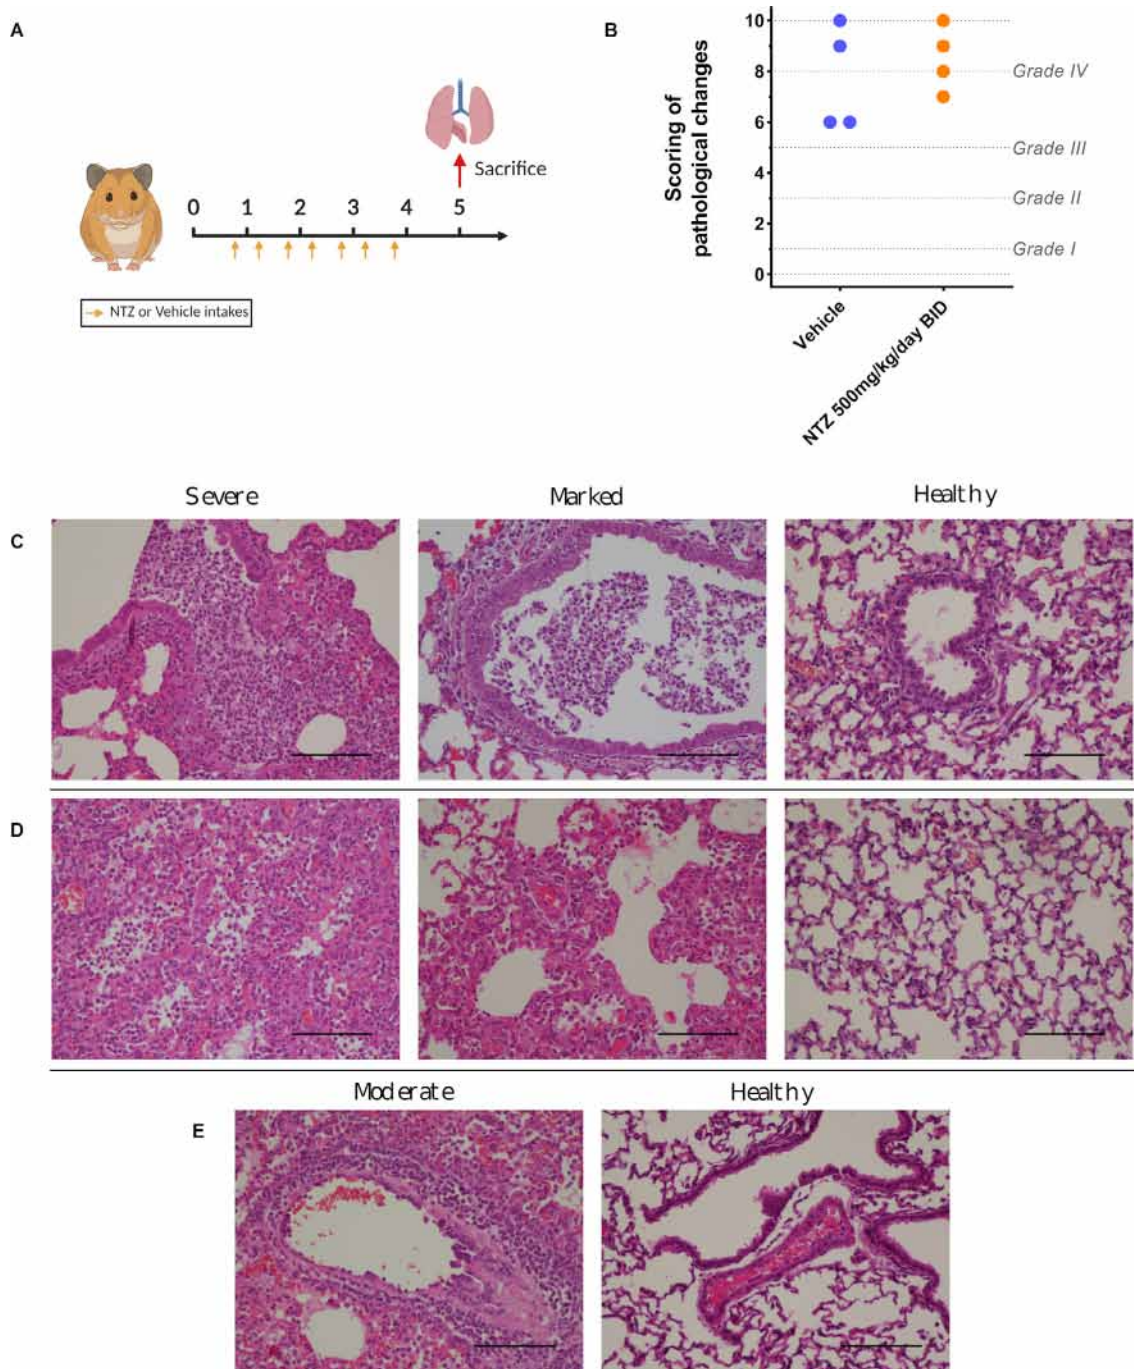 A
Sacrifice
0 1 2 3 4 5
NTZ or Vehicle intakes
B
Scoring of
pathological changes
10
8
6
4
2
0
Grade IV
Grade III
Grade II
Grade I
Vehicle
NTZ 500mg/kg/day BID
Severe Marked Healthy
C
D
Moderate Healthy
E